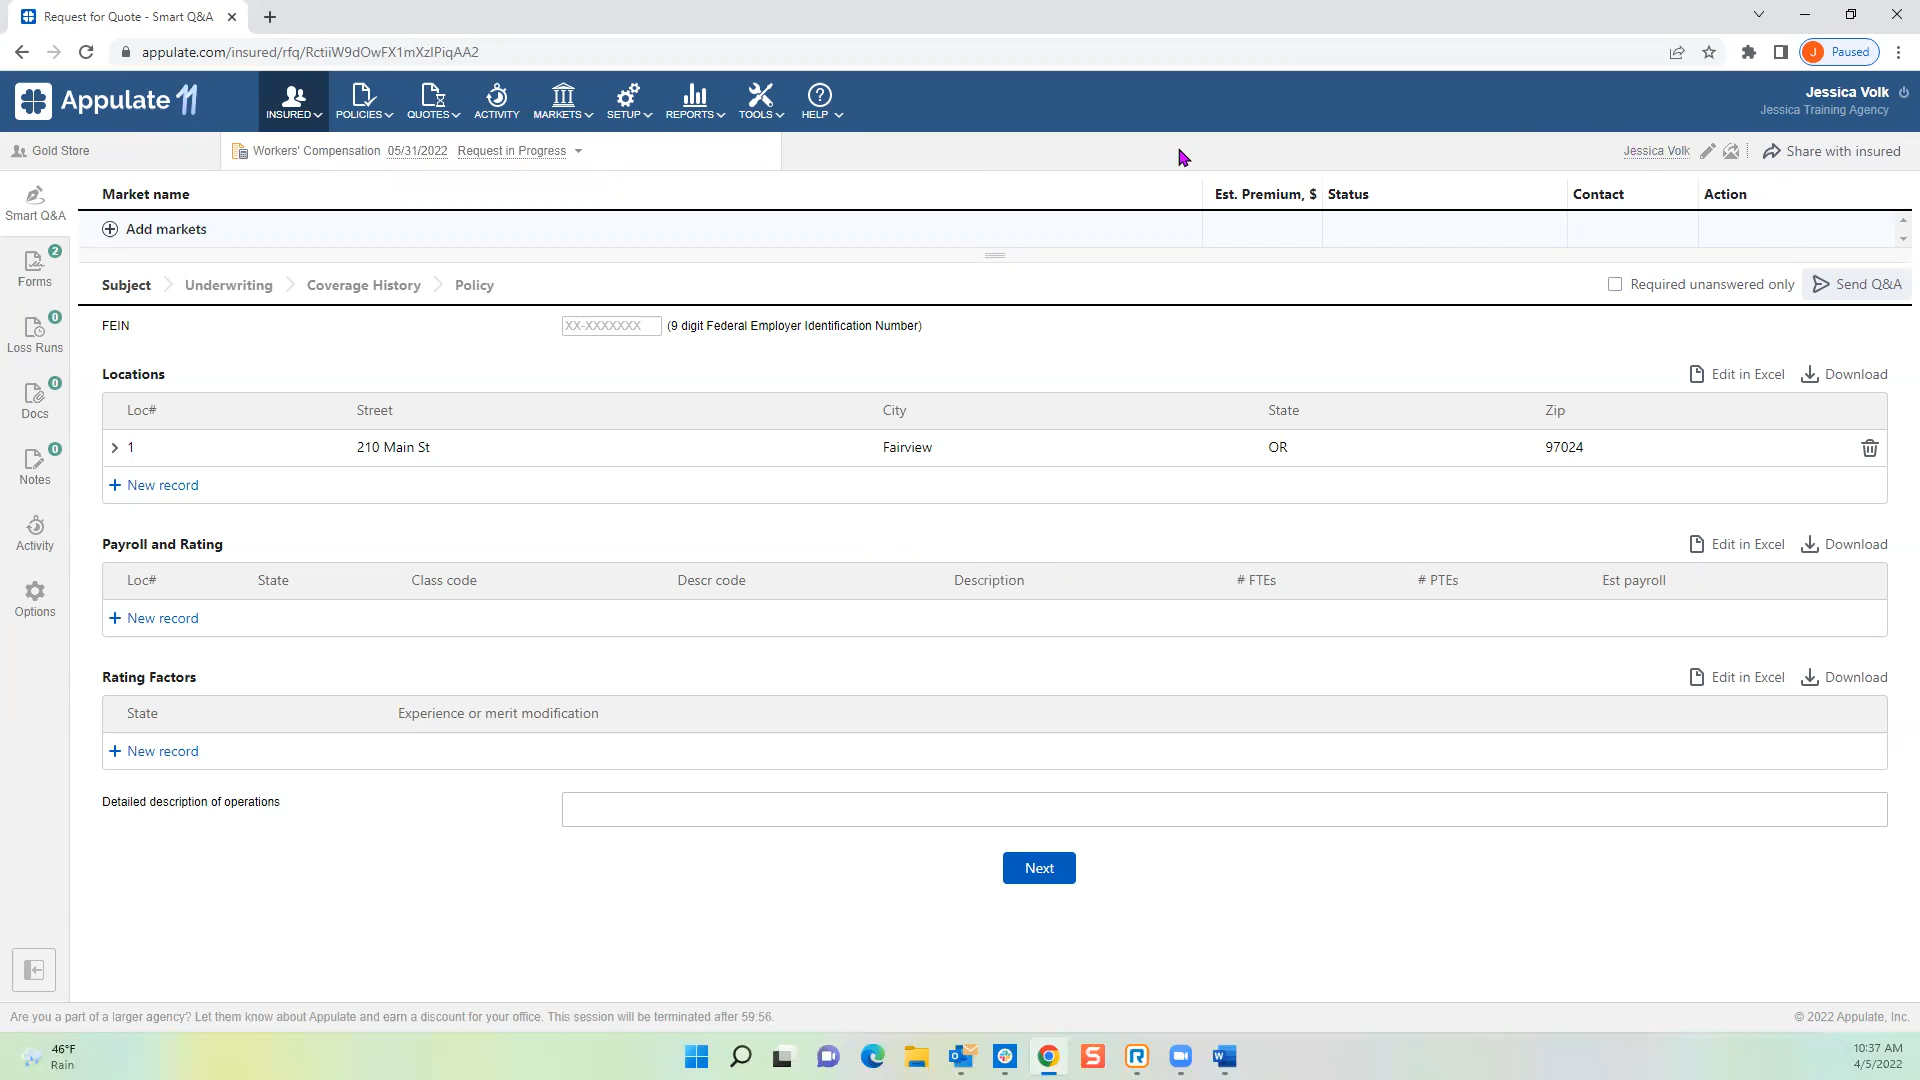 Request for Quote - Smart Q&A
appulate.com/insured/rfq/RctiiW9dOwFX1mXzIPiqAA2
J Paused
Appulate 11
INSURED POLICIES QUOTES ACTIVITY MARKETS SETUP REPORTS TOOLS HELP
Jessica Volk
Jessica Training Agency
Gold Store
Workers' Compensation 05/31/2022 Request in Progress
Jessica Volk Share with insured
Smart Q&A
Forms 2
Loss Runs 0
Docs 0
Notes 0
Activity
Options
Market name Est. Premium, $ Status Contact Action
Add markets
Subject Underwriting Coverage History Policy
Required unanswered only Send Q&A
FEIN XX-XXXXXXX (9 digit Federal Employer Identification Number)
Locations Edit in Excel Download
Loc# Street City State Zip
1 210 Main St Fairview OR 97024
+ New record
Payroll and Rating Edit in Excel Download
Loc# State Class code Descr code Description # FTEs # PTEs Est payroll
+ New record
Rating Factors Edit in Excel Download
State Experience or merit modification
+ New record
Detailed description of operations
Next
Are you a part of a larger agency? Let them know about Appulate and earn a discount for your office. This session will be terminated after 59:56.
© 2022 Appulate, Inc.
46°F
Rain
10:37 AM
4/5/2022